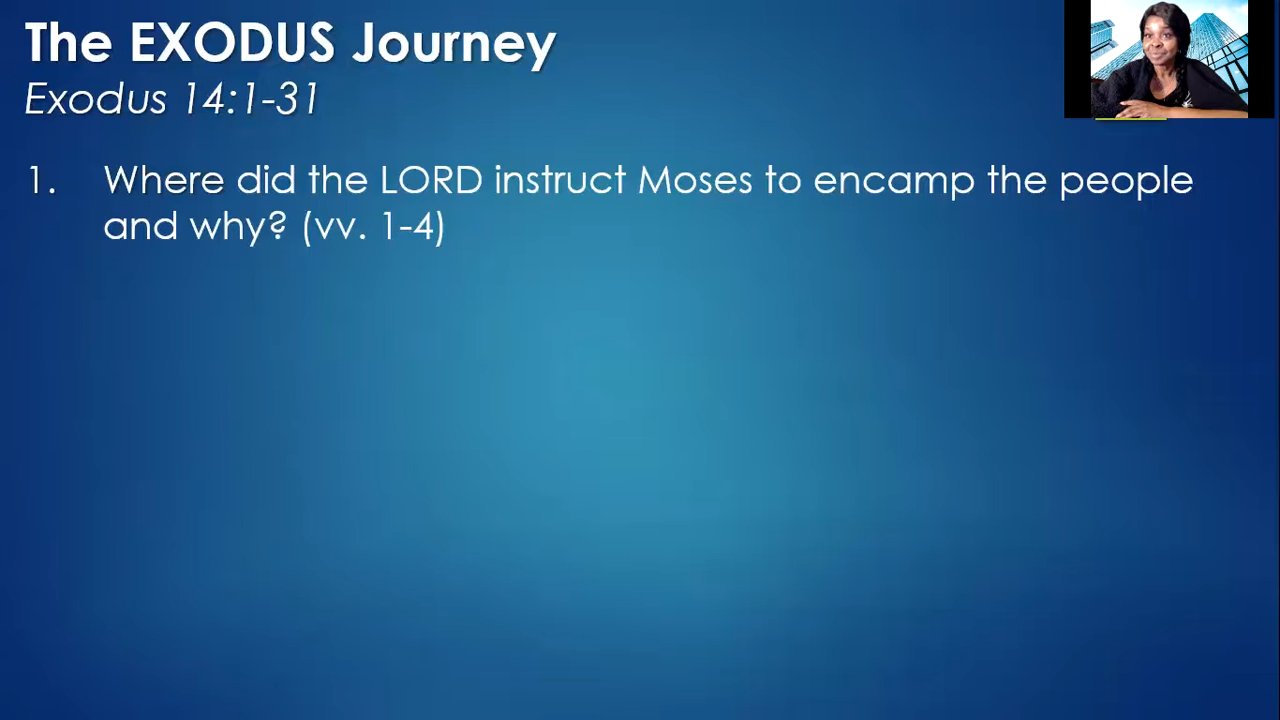 The EXODUS Journey
Exodus 14:1-31
1. Where did the LORD instruct Moses to encamp the people
and why? (vv. 1-4)